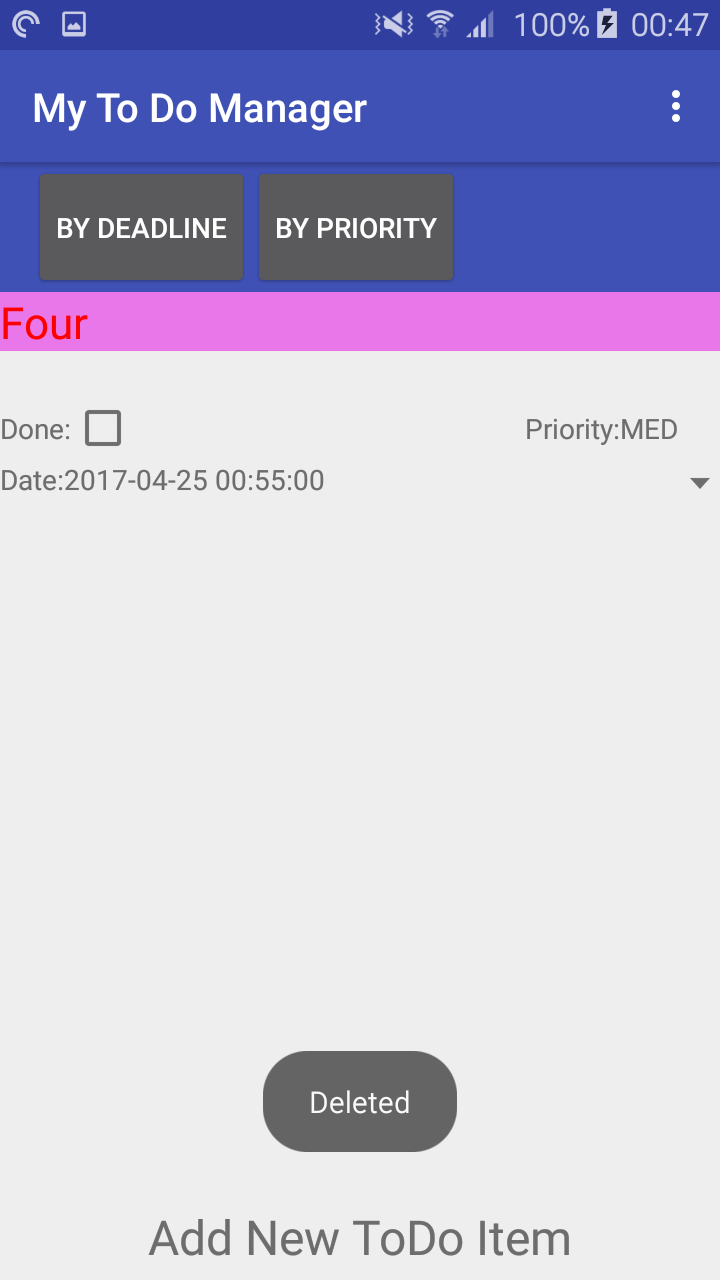 100% 00:47
My To Do Manager
BY DEADLINE BY PRIORITY
Four
Done: Priority:MED
Date:2017-04-25 00:55:00
Deleted
Add New ToDo Item